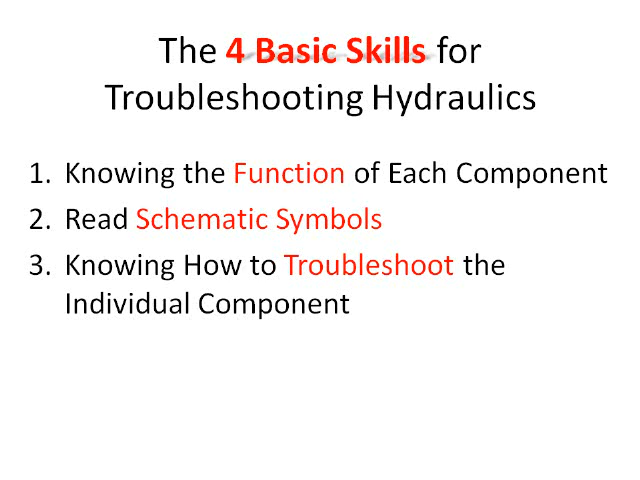 The 4 Basic Skills for
Troubleshooting Hydraulics
1. Knowing the Function of Each Component
2. Read Schematic Symbols
3. Knowing How to Troubleshoot the
Individual Component